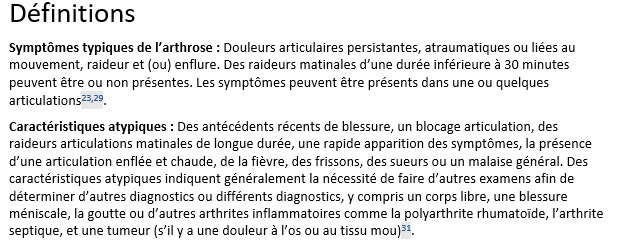 Définitions
Symptômes typiques de l’arthrose : Douleurs articulaires persistantes, atraumatiques ou liées au
mouvement, raideur et (ou) enflure. Des raideurs matinales d’une durée inférieure à 30 minutes
peuvent être ou non présentes. Les symptômes peuvent être présents dans une ou quelques
articulations23,29.
Caractéristiques atypiques : Des antécédents récents de blessure, un blocage articulation, des
raideurs articulations matinales de longue durée, une rapide apparition des symptômes, la présence
d’une articulation enflée et chaude, de la fièvre, des frissons, des sueurs ou un malaise général. Des
caractéristiques atypiques indiquent généralement la nécessité de faire d’autres examens afin de
déterminer d’autres diagnostics ou différents diagnostics, y compris un corps libre, une blessure
méniscale, la goutte ou d’autres arthrites inflammatoires comme la polyarthrite rhumatoïde, l’arthrite
septique, et une tumeur (s’il y a une douleur à l’os ou au tissu mou)31.